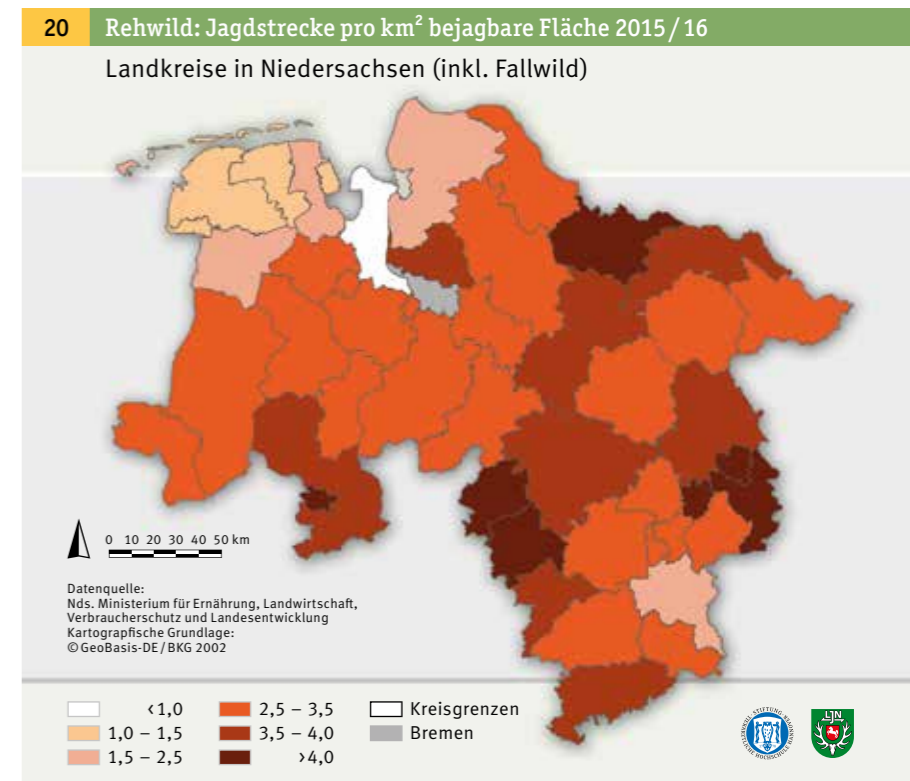 20 Rehwild: Jagdstrecke pro km² bejagbare Fläche 2015 / 16
Landkreise in Niedersachsen (inkl. Fallwild)
0 10 20 30 40 50 km
Datenquelle:
Nds. Ministerium für Ernährung, Landwirtschaft,
Verbraucherschutz und Landesentwicklung
Kartografische Grundlage:
© GeoBasis-DE / BKG 2002
<1,0
1,0 – 1,5
1,5 – 2,5
2,5 – 3,5
3,5 – 4,0
>4,0
Kreisgrenzen
Bremen
LJN